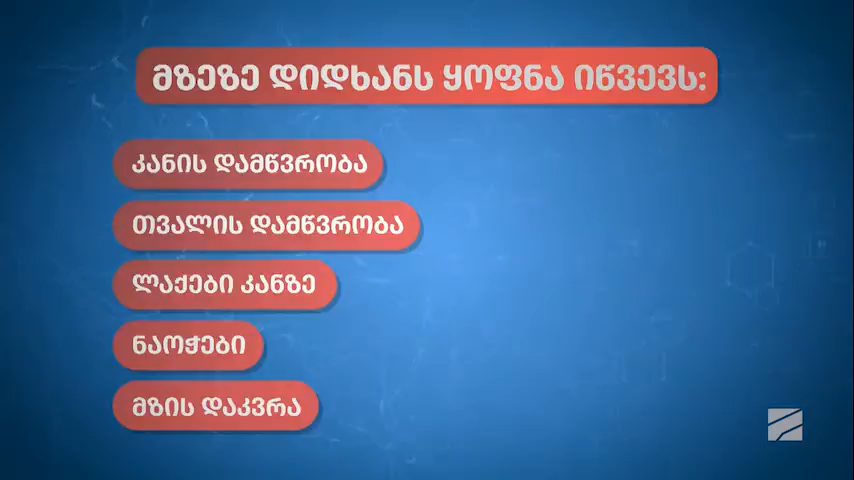 მზეზე დიდხანს ყოფნა იწვევს:
კანის დამწვრობა
თვალის დამწვრობა
ლაქები კანზე
ნაოჭები
მზის დაკვრა